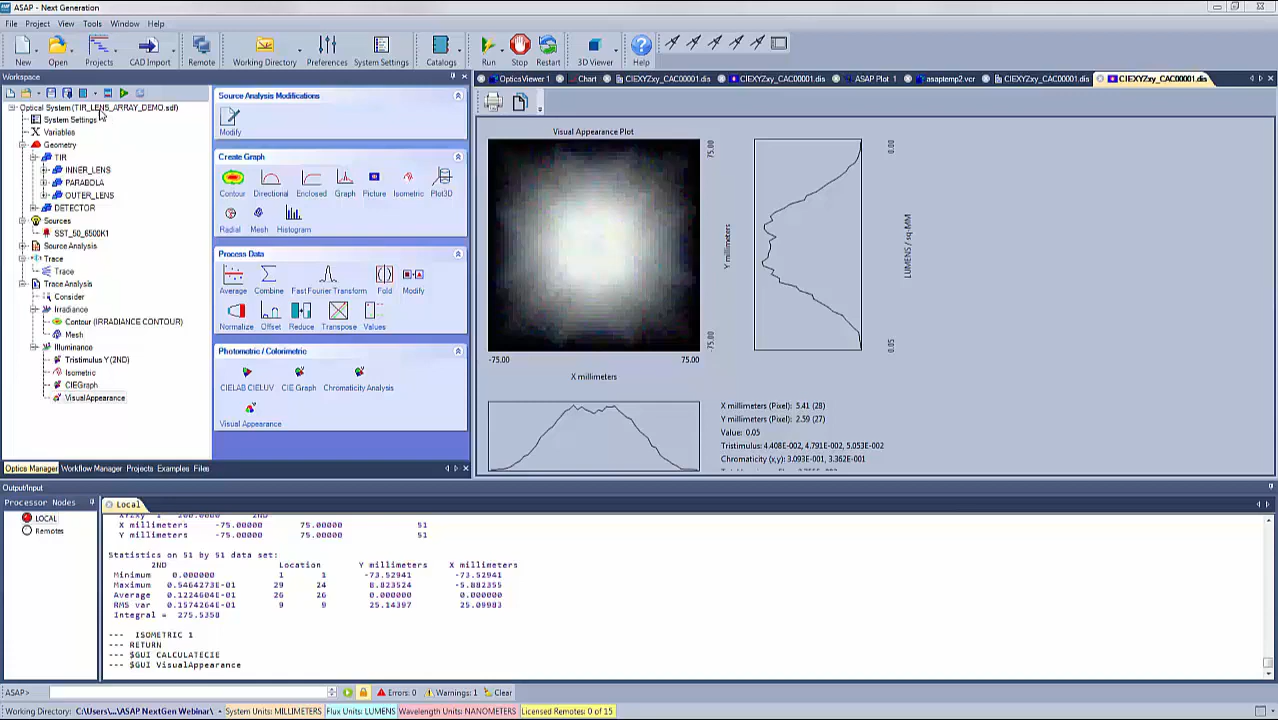 ASAP - Next Generation
File Project View Tools Window Help
New Open Projects CAD Import Remote Working Directory Preferences System Settings Catalogs Run Stop Restart 3D Viewer Help
Workspace
OpticsViewer 1 Chart CIEXYZxy_CAC00001.dis CIEXYZxy_CAC00001.dis ASAP Plot 1 asaptemp2.vcr CIEXYZxy_CAC00001.dis CIEXYZxy_CAC00001.dis
Optical System (TIR_LENS_ARRAY_DEMO.sdf)
System Settings
Variables
Geometry
TIR
INNER_LENS
PARABOLA
OUTER_LENS
DETECTOR
Sources
SST_50_6500K1
Source Analysis
Trace
Trace
Trace Analysis
Consider
Irradiance
Contour (IRRADIANCE CONTOUR)
Mesh
Illuminance
Tristimulus Y (2ND)
Isometric
CIEGraph
VisualAppearance
Optics Manager Workflow Manager Projects Examples Files
Source Analysis Modifications
Modify
Create Graph
Contour Directional Enclosed Graph Picture Isometric Plot3D
Radial Mesh Histogram
Process Data
Average Combine Fast Fourier Transform Fold Modify
Normalize Offset Reduce Transpose Values
Photometric / Colorimetric
CIELAB CIELUV CIE Graph Chromaticity Analysis
Visual Appearance
Visual Appearance Plot
75.00
Y millimeters
-75.00
-75.00 75.00
X millimeters
0.00
LUMENS / sq-MM
0.05
X millimeters (Pixel): 5.41 (28)
Y millimeters (Pixel): 2.59 (27)
Value: 0.05
Tristimulus: 4.408E-002, 4.791E-002, 5.053E-002
Chromaticity (x,y): 3.093E-001, 3.362E-001
Output/Input
Processor Nodes
LOCAL
Remotes
Local
X millimeters -75.00000 75.00000 51
Y millimeters -75.00000 75.00000 51
Statistics on 51 by 51 data set:
2ND Location Y millimeters X millimeters
Minimum 0.000000 1 1 -73.52941 -73.52941
Maximum 0.5464273E-01 29 24 8.823524 -5.882355
Average 0.1224604E-01 26 26 0.000000 0.000000
RMS var 0.1574264E-01 9 9 25.14397 25.09983
Integral = 275.5358
--- ISOMETRIC 1
--- RETURN
--- $GUI CALCULATECIE
--- $GUI VisualAppearance
ASAP> Errors: 0 Warnings: 1 Clear
Working Directory: C:\Users\...\ASAP NextGen Webinar\ System Units: MILLIMETERS Flux Units: LUMENS Wavelength Units: NANOMETERS Licensed Remotes: 0 of 15